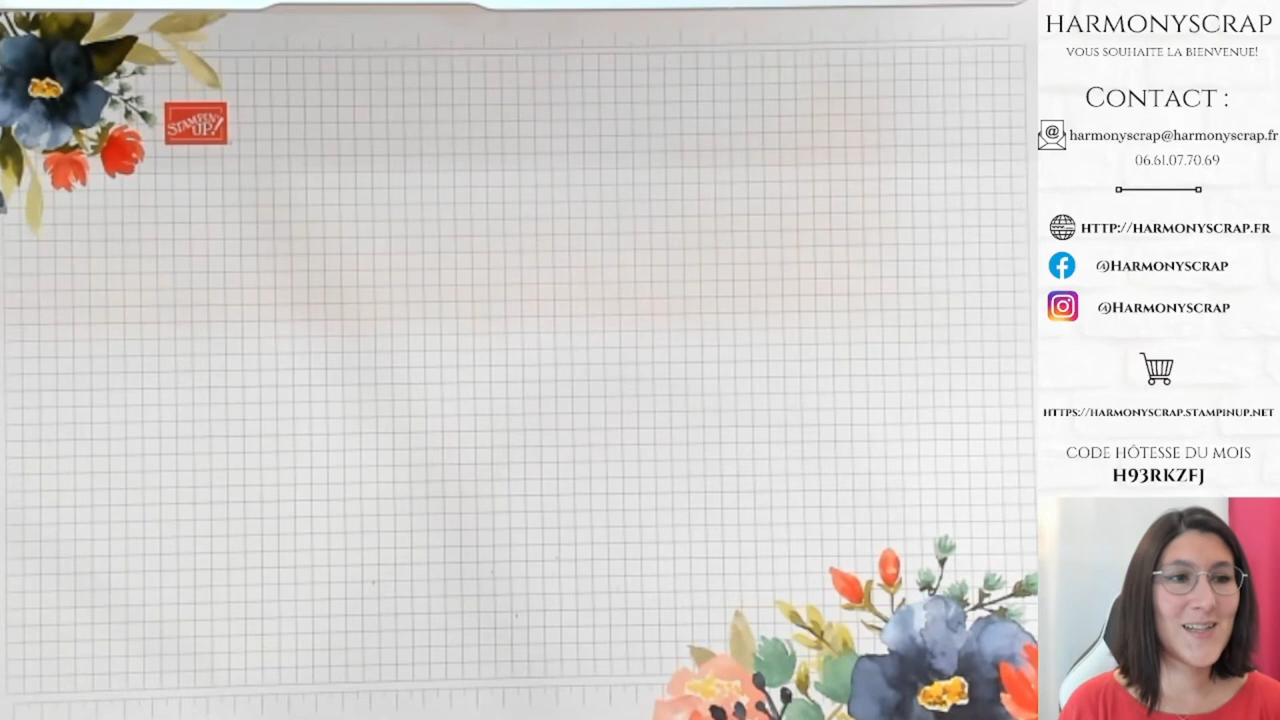 STAMPIN' UP!
HARMONYSCRAP
VOUS SOUHAITE LA BIENVENUE!
CONTACT :
harmonyscrap@harmonyscrap.fr
06.61.07.70.69
HTTP://HARMONYSCRAP.FR
@HARMONYSCRAP
@HARMONYSCRAP
HTTPS://HARMONYSCRAP.STAMPINUP.NET
CODE HÔTESSE DU MOIS
H93RKZFJ